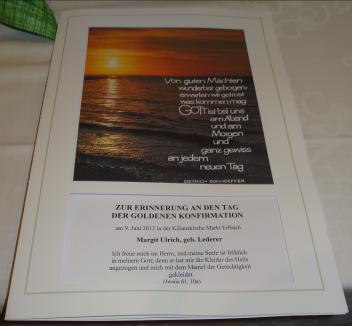 Von guten Mächten
wunderbar geborgen
erwarten wir getrost
was kommen mag
GOTT ist bei uns
am Abend
und am
Morgen
und
ganz gewiss
an jedem
neuen Tag
DIETRICH BONHOEFFER
ZUR ERINNERUNG AN DEN TAG
DER GOLDENEN KONFIRMATION
am 9. Juni 2013 in der Kilianskirche Markt Erlbach
Margit Ulrich, geb. Lederer
Ich freue mich im Herrn, und meine Seele ist fröhlich
in meinem Gott; denn er hat mir die Kleider des Heils
angezogen und mich mit dem Mantel der Gerechtigkeit
gekleidet.
(Jesaja 61, 10a)